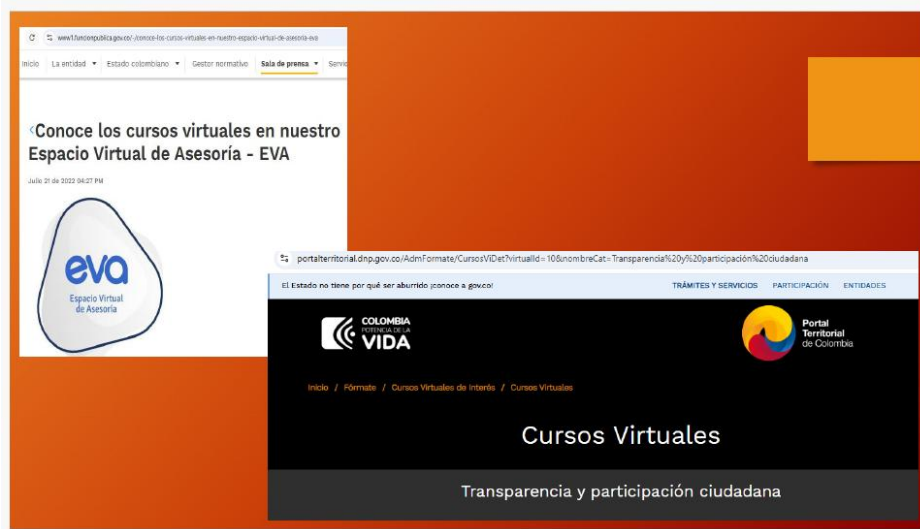 www1.funcionpublica.gov.co/-/conoce-los-cursos-virtuales-en-nuestro-espacio-virtual-de-asesoria-eva
Inicio La entidad Estado colombiano Gestor normativo Sala de prensa Servic
Conoce los cursos virtuales en nuestro
Espacio Virtual de Asesoría - EVA
Julio 21 de 2022 04:27 PM
eva
Espacio Virtual
de Asesoría
portalterritorial.dnp.gov.co/AdmFormate/CursosViDet?virtualId=10&nombreCat=Transparencia%20y%20participación%20ciudadana
El Estado no tiene por qué ser aburrido ¡conoce a gov.co!
TRÁMITES Y SERVICIOS PARTICIPACIÓN ENTIDADES
COLOMBIA
POTENCIA DE LA
VIDA
Portal
Territorial
de Colombia
Inicio / Fórmate / Cursos Virtuales de Interés / Cursos Virtuales
Cursos Virtuales
Transparencia y participación ciudadana